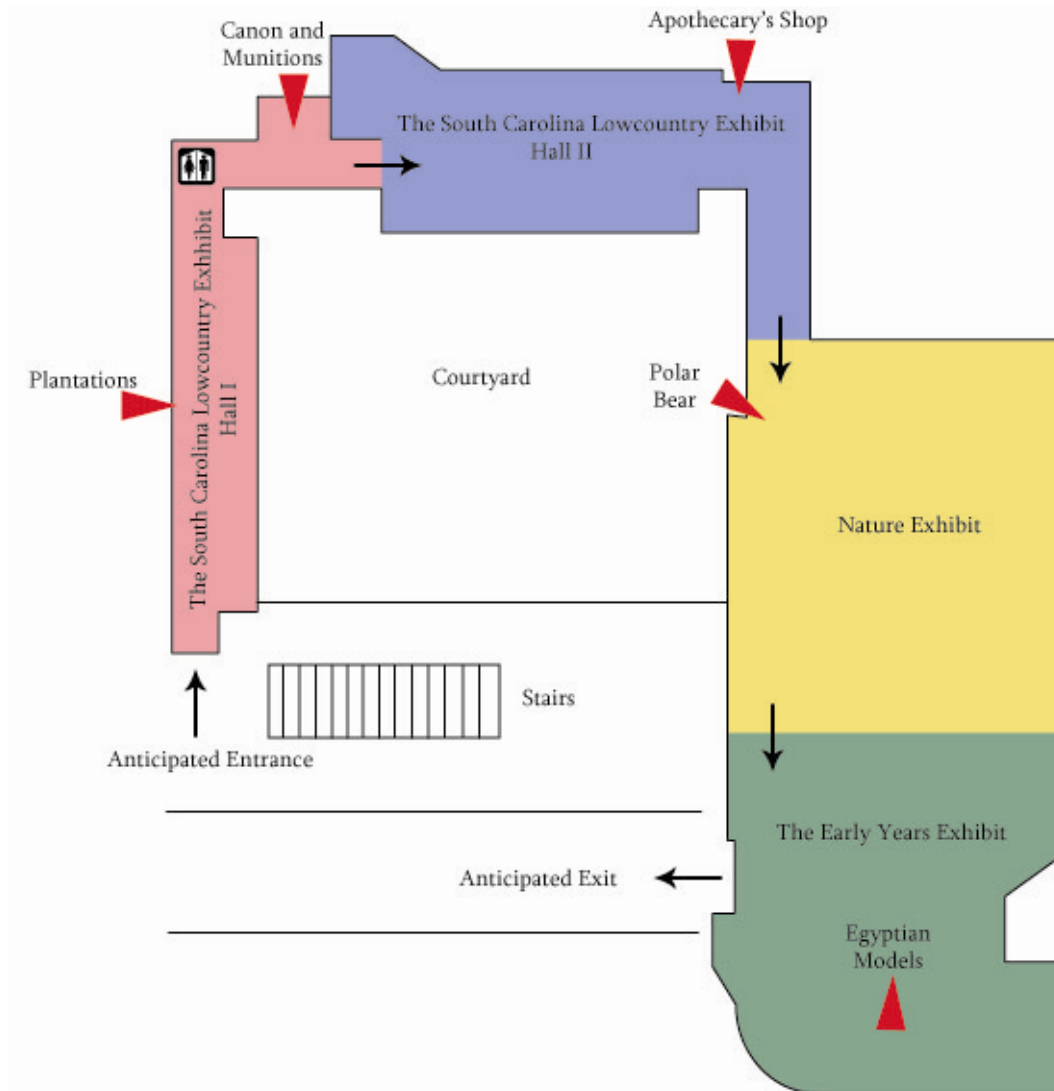 Canon and
Munitions
Apothecary's Shop
The South Carolina Lowcountry Exhibit
Hall II
The South Carolina Lowcountry Exhhibit
Hall I
Plantations
Courtyard
Polar
Bear
Nature Exhibit
Stairs
Anticipated Entrance
The Early Years Exhibit
Anticipated Exit
Egyptian
Models